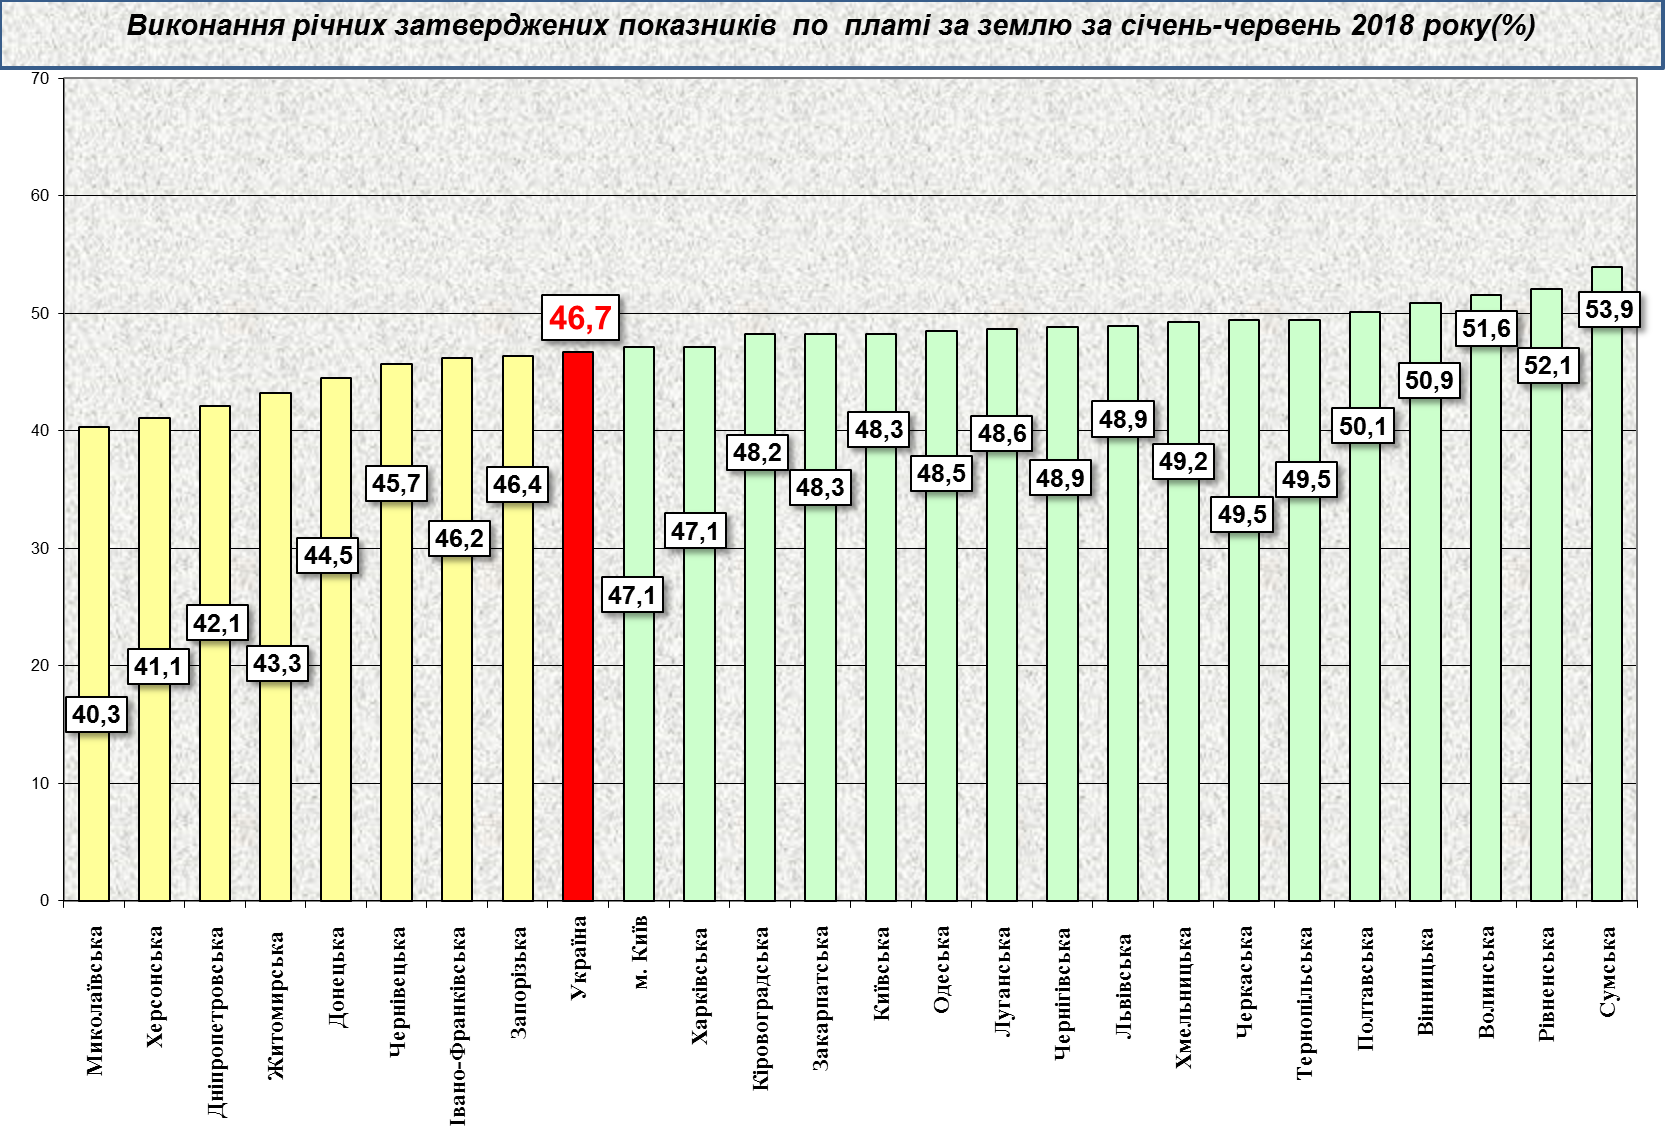 Виконання річних затверджених показників по платі за землю за січень-червень 2018 року(%)
70
60
50
40
30
20
10
0
40,3
41,1
42,1
43,3
44,5
45,7
46,2
46,4
46,7
47,1
47,1
48,2
48,3
48,3
48,5
48,6
48,9
48,9
49,2
49,5
49,5
50,1
50,9
51,6
52,1
53,9
Миколаївська
Херсонська
Дніпропетровська
Житомирська
Донецька
Чернівецька
Івано-Франківська
Запорізька
Україна
м. Київ
Харківська
Кіровоградська
Закарпатська
Київська
Одеська
Луганська
Чернігівська
Львівська
Хмельницька
Черкаська
Тернопільська
Полтавська
Вінницька
Волинська
Рівненська
Сумська